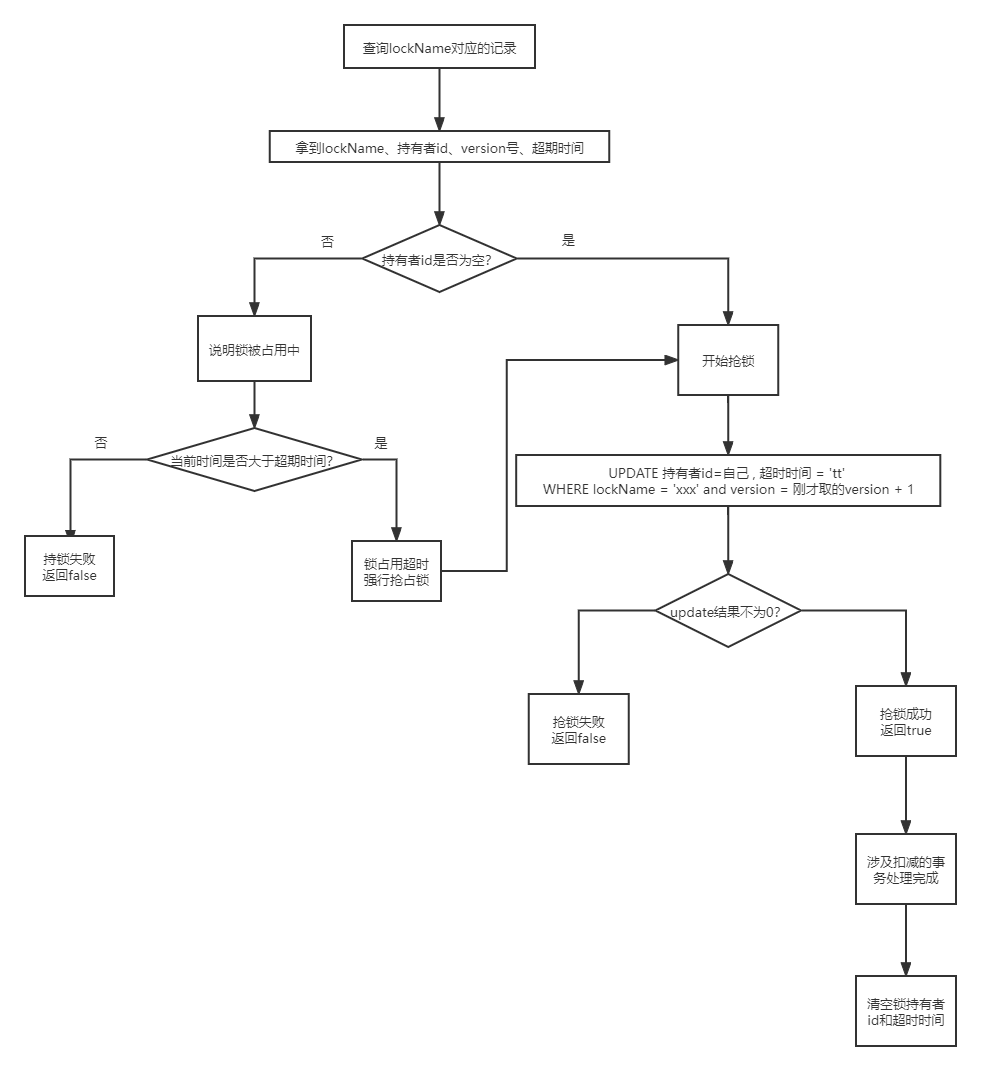 查询lockName对应的记录
拿到lockName、持有者id、version号、超期时间
持有者id是否为空?
否
是
说明锁被占用中
开始抢锁
当前时间是否大于超期时间?
否
是
持锁失败
返回false
锁占用超时
强行抢占锁
UPDATE 持有者id=自己 , 超时时间 = 'tt'
WHERE lockName = 'xxx' and version = 刚才取的version + 1
update结果不为0?
抢锁失败
返回false
抢锁成功
返回true
涉及扣减的事
务处理完成
清空锁持有者
id和超时时间